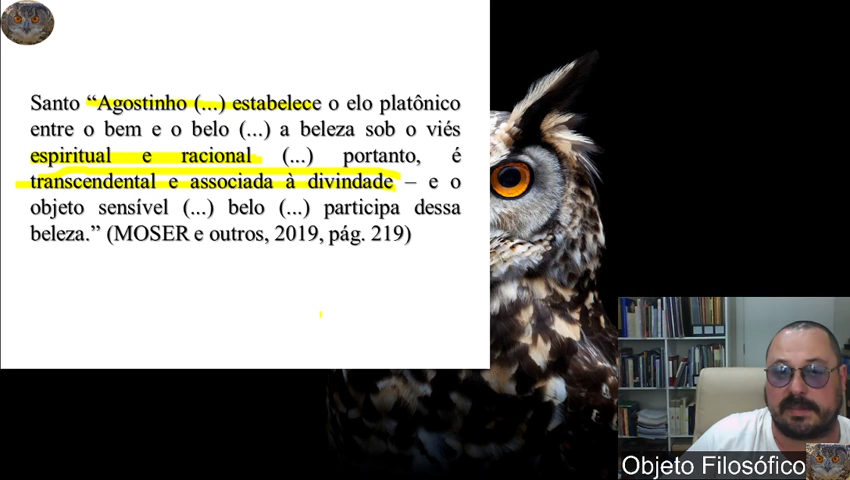 Santo “Agostinho (...) estabelece o elo platônico
entre o bem e o belo (...) a beleza sob o viés
espiritual e racional (...) portanto, é
transcendental e associada à divindade – e o
objeto sensível (...) belo (...) participa dessa
beleza.” (MOSER e outros, 2019, pág. 219)
Objeto Filosófico